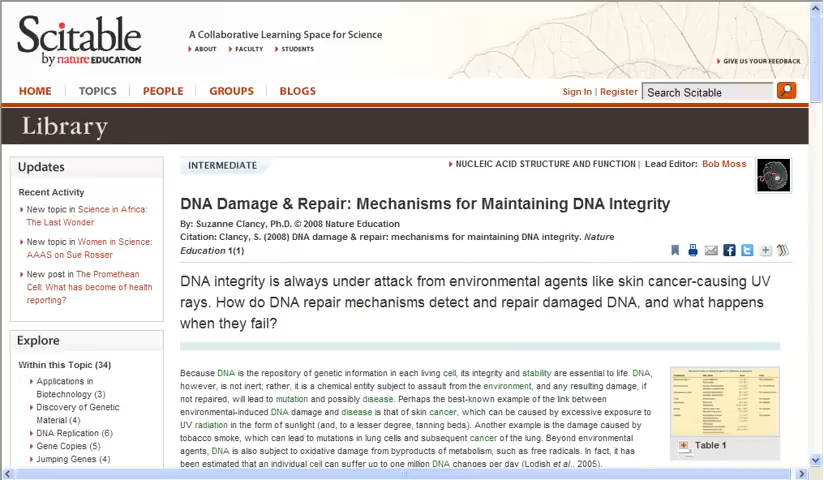 Scitable
by nature EDUCATION
A Collaborative Learning Space for Science
ABOUT FACULTY STUDENTS
GIVE US YOUR FEEDBACK
HOME TOPICS PEOPLE GROUPS BLOGS
Sign In | Register Search Scitable
Library
Updates
Recent Activity
New topic in Science in Africa:
The Last Wonder
New topic in Women in Science:
AAAS on Sue Rosser
New post in The Promethean
Cell: What has become of health
reporting?
Explore
Within this Topic (34)
Applications in
Biotechnology (3)
Discovery of Genetic
Material (4)
DNA Replication (6)
Gene Copies (5)
Jumping Genes (4)
INTERMEDIATE
NUCLEIC ACID STRUCTURE AND FUNCTION | Lead Editor: Bob Moss
DNA Damage & Repair: Mechanisms for Maintaining DNA Integrity
By: Suzanne Clancy, Ph.D. © 2008 Nature Education
Citation: Clancy, S. (2008) DNA damage & repair: mechanisms for maintaining DNA integrity. Nature
Education 1(1)
DNA integrity is always under attack from environmental agents like skin cancer-causing UV
rays. How do DNA repair mechanisms detect and repair damaged DNA, and what happens
when they fail?
Because DNA is the repository of genetic information in each living cell, its integrity and stability are essential to life. DNA,
however, is not inert; rather, it is a chemical entity subject to assault from the environment, and any resulting damage, if
not repaired, will lead to mutation and possibly disease. Perhaps the best-known example of the link between
environmental-induced DNA damage and disease is that of skin cancer, which can be caused by excessive exposure to
UV radiation in the form of sunlight (and, to a lesser degree, tanning beds). Another example is the damage caused by
tobacco smoke, which can lead to mutations in lung cells and subsequent cancer of the lung. Beyond environmental
agents, DNA is also subject to oxidative damage from byproducts of metabolism, such as free radicals. In fact, it has
been estimated that an individual cell can suffer up to one million DNA changes per day (Lodish et al., 2005).
Table 1